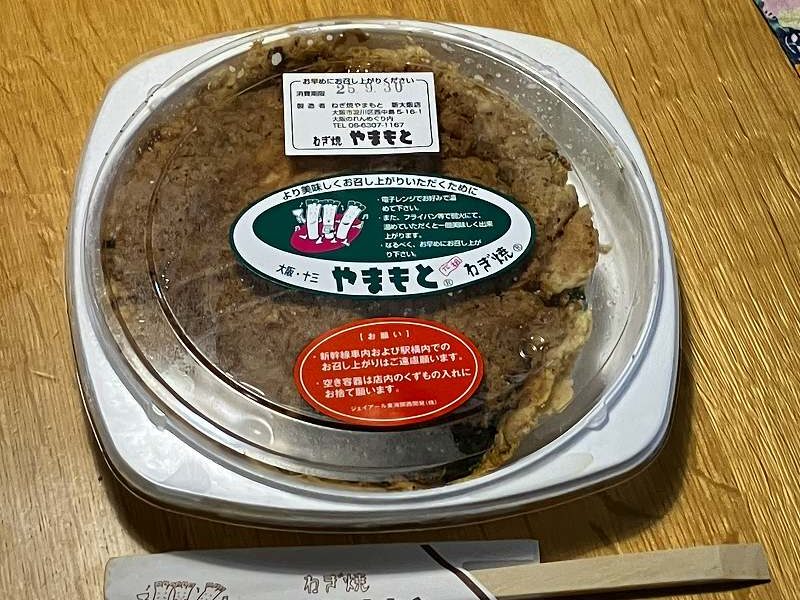 お早めにお召し上がりください
消費期限 25.9.30
製造者 ねぎ焼やまもと 新大阪店
大阪市淀川区西中島5-16-1
大阪のれんめぐり内
TEL 06-6307-1167
ねぎ焼 やまもと
より美味しくお召し上がりいただくために
・電子レンジでお好みで温
めて下さい。
・また、フライパン等で弱火にて、
温めていただくと一層美味しく出来
上がります。
・なるべく、お早めにお召し上が
り下さい。
大阪・十三 やまもと® 元祖 ねぎ焼®
【お願い】
・新幹線車内および駅構内での
お召し上がりはご遠慮願います。
・空き容器は店内のくずもの入れに
お捨て願います。
ジェイアール東海関西開発(株)
ねぎ焼